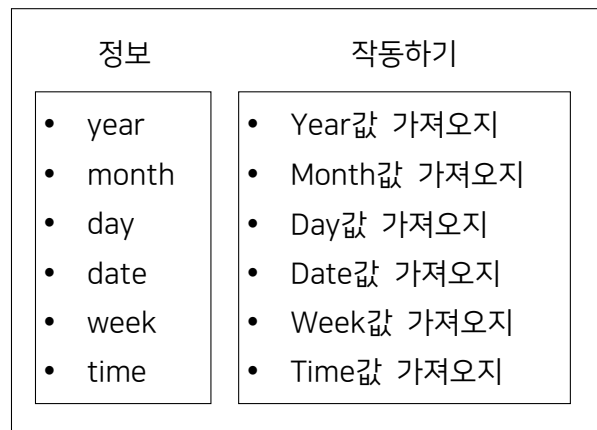 정보
작동하기
• year
• month
• day
• date
• week
• time
• Year값 가져오지
• Month값 가져오지
• Day값 가져오지
• Date값 가져오지
• Week값 가져오지
• Time값 가져오지